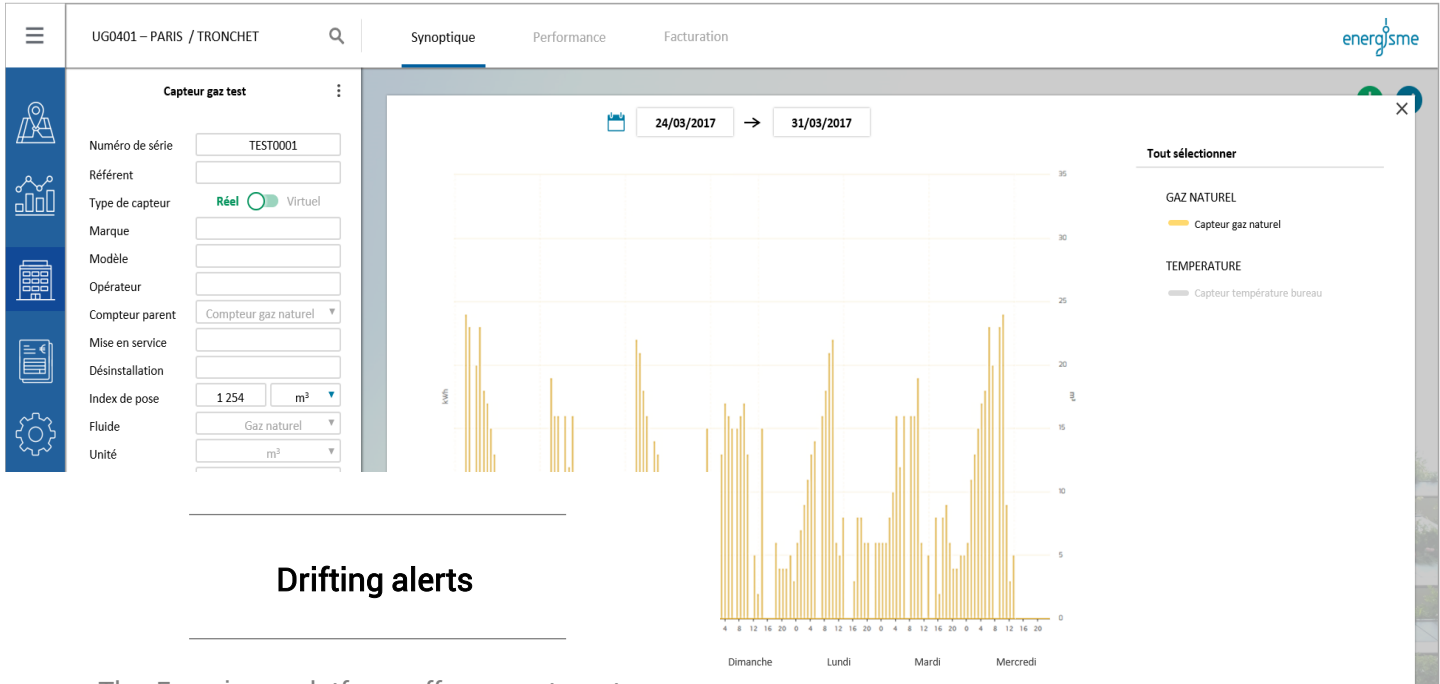 UG0401 – PARIS / TRONCHET
Synoptique
Performance
Facturation
energisme
Capteur gaz test
Numéro de série
TEST0001
Référent
Type de capteur
Réel
Virtuel
Marque
Modèle
Opérateur
Compteur parent
Compteur gaz naturel
Mise en service
Désinstallation
Index de pose
1 254
m³
Fluide
Gaz naturel
Unité
m³
24/03/2017 → 31/03/2017
35
30
25
20
15
10
5
0
kWh
m³
4 8 12 16 20 0 4 8 12 16 20 0 4 8 12 16 20 0 4 8 12 16 20
Dimanche Lundi Mardi Mercredi
Tout sélectionner
GAZ NATUREL
Capteur gaz naturel
TEMPERATURE
Capteur température bureau
Drifting alerts